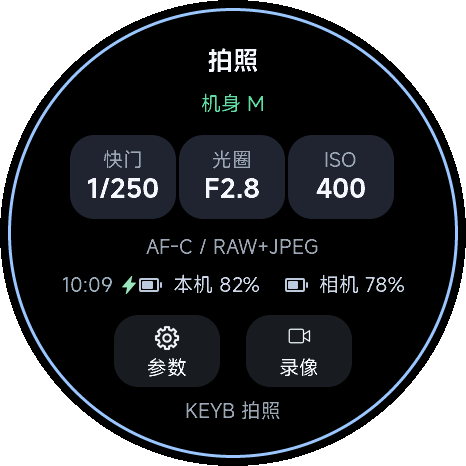 拍照
机身 M
快门 光圈 ISO
1/250 F2.8 400
AF-C / RAW+JPEG
10:09 本机 82% 相机 78%
参数 录像
KEYB 拍照